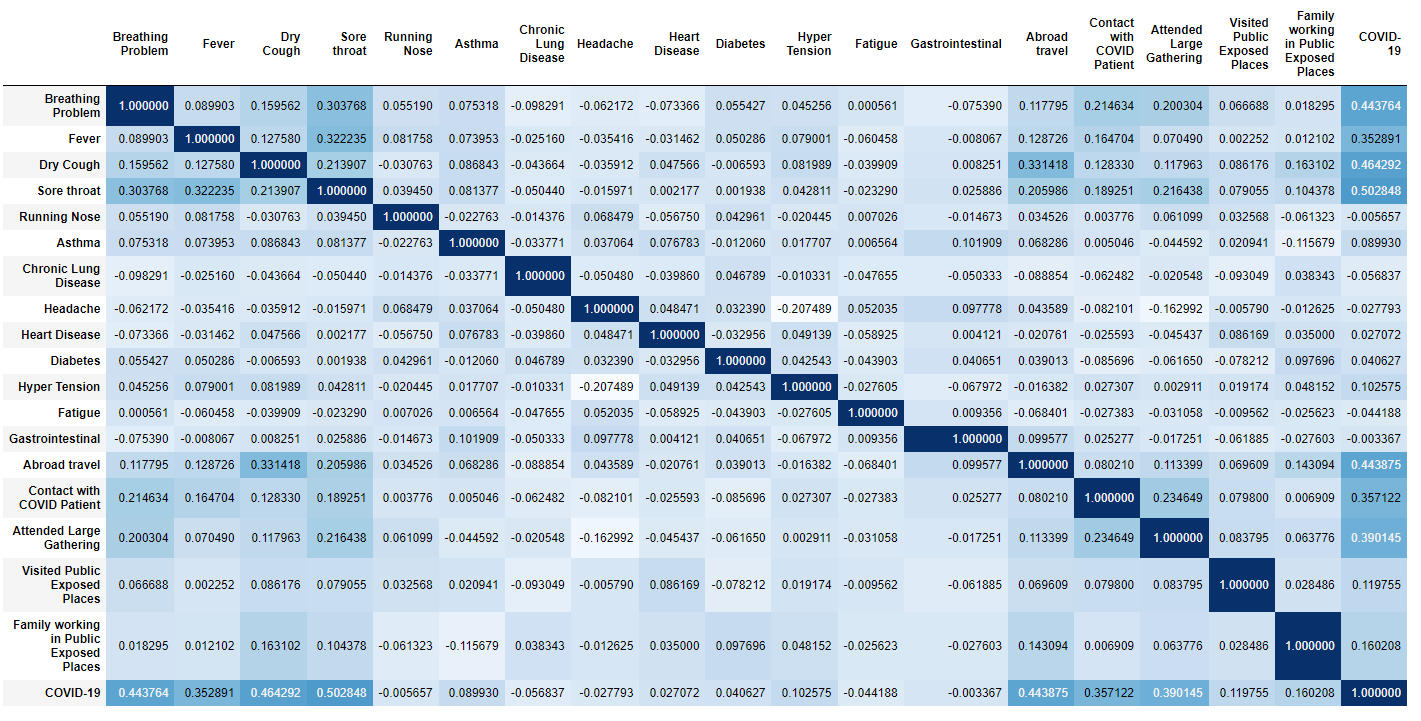 Breathing Problem Fever Dry Cough Sore throat Running Nose Asthma Chronic Lung Disease Headache Heart Disease Diabetes Hyper Tension Fatigue Gastrointestinal Abroad travel Contact with COVID Patient Attended Large Gathering Visited Public Exposed Places Family working in Public Exposed Places COVID-19
Breathing Problem 1.000000 0.089903 0.159562 0.303768 0.055190 0.075318 -0.098291 -0.062172 -0.073366 0.055427 0.045256 0.000561 -0.075390 0.117795 0.214634 0.200304 0.066688 0.018295 0.443764
Fever 0.089903 1.000000 0.127580 0.322235 0.081758 0.073953 -0.025160 -0.035416 -0.031462 0.050286 0.079001 -0.060458 -0.008067 0.128726 0.164704 0.070490 0.002252 0.012102 0.352891
Dry Cough 0.159562 0.127580 1.000000 0.213907 -0.030763 0.086843 -0.043664 -0.035912 0.047566 -0.006593 0.081989 -0.039909 0.008251 0.331418 0.128330 0.117963 0.086176 0.163102 0.464292
Sore throat 0.303768 0.322235 0.213907 1.000000 0.039450 0.081377 -0.050440 -0.015971 0.002177 0.001938 0.042811 -0.023290 0.025886 0.205986 0.189251 0.216438 0.079055 0.104378 0.502848
Running Nose 0.055190 0.081758 -0.030763 0.039450 1.000000 -0.022763 -0.014376 0.068479 -0.056750 0.042961 -0.020445 0.007026 -0.014673 0.034526 0.003776 0.061099 0.032568 -0.061323 -0.005657
Asthma 0.075318 0.073953 0.086843 0.081377 -0.022763 1.000000 -0.033771 0.037064 0.076783 -0.012060 0.017707 0.006564 0.101909 0.068286 0.005046 -0.044592 0.020941 -0.115679 0.089930
Chronic Lung Disease -0.098291 -0.025160 -0.043664 -0.050440 -0.014376 -0.033771 1.000000 -0.050480 -0.039860 0.046789 -0.010331 -0.047655 -0.050333 -0.088854 -0.062482 -0.020548 -0.093049 0.038343 -0.056837
Headache -0.062172 -0.035416 -0.035912 -0.015971 0.068479 0.037064 -0.050480 1.000000 0.048471 0.032390 -0.207489 0.052035 0.097778 0.043589 -0.082101 -0.162992 -0.005790 -0.012625 -0.027793
Heart Disease -0.073366 -0.031462 0.047566 0.002177 -0.056750 0.076783 -0.039860 0.048471 1.000000 -0.032956 0.049139 -0.058925 0.004121 -0.020761 -0.025593 -0.045437 0.086169 0.035000 0.027072
Diabetes 0.055427 0.050286 -0.006593 0.001938 0.042961 -0.012060 0.046789 0.032390 -0.032956 1.000000 0.042543 -0.043903 0.040651 0.039013 -0.085696 -0.061650 -0.078212 0.097696 0.040627
Hyper Tension 0.045256 0.079001 0.081989 0.042811 -0.020445 0.017707 -0.010331 -0.207489 0.049139 0.042543 1.000000 -0.027605 -0.067972 -0.016382 0.027307 0.002911 0.019174 0.048152 0.102575
Fatigue 0.000561 -0.060458 -0.039909 -0.023290 0.007026 0.006564 -0.047655 0.052035 -0.058925 -0.043903 -0.027605 1.000000 0.009356 -0.068401 -0.027383 -0.031058 -0.009562 -0.025623 -0.044188
Gastrointestinal -0.075390 -0.008067 0.008251 0.025886 -0.014673 0.101909 -0.050333 0.097778 0.004121 0.040651 -0.067972 0.009356 1.000000 0.099577 0.025277 -0.017251 -0.061885 -0.027603 -0.003367
Abroad travel 0.117795 0.128726 0.331418 0.205986 0.034526 0.068286 -0.088854 0.043589 -0.020761 0.039013 -0.016382 -0.068401 0.099577 1.000000 0.080210 0.113399 0.069609 0.143094 0.443875
Contact with COVID Patient 0.214634 0.164704 0.128330 0.189251 0.003776 0.005046 -0.062482 -0.082101 -0.025593 -0.085696 0.027307 -0.027383 0.025277 0.080210 1.000000 0.234649 0.079800 0.006909 0.357122
Attended Large Gathering 0.200304 0.070490 0.117963 0.216438 0.061099 -0.044592 -0.020548 -0.162992 -0.045437 -0.061650 0.002911 -0.031058 -0.017251 0.113399 0.234649 1.000000 0.083795 0.063776 0.390145
Visited Public Exposed Places 0.066688 0.002252 0.086176 0.079055 0.032568 0.020941 -0.093049 -0.005790 0.086169 -0.078212 0.019174 -0.009562 -0.061885 0.069609 0.079800 0.083795 1.000000 0.028486 0.119755
Family working in Public Exposed Places 0.018295 0.012102 0.163102 0.104378 -0.061323 -0.115679 0.038343 -0.012625 0.035000 0.097696 0.048152 -0.025623 -0.027603 0.143094 0.006909 0.063776 0.028486 1.000000 0.160208
COVID-19 0.443764 0.352891 0.464292 0.502848 -0.005657 0.089930 -0.056837 -0.027793 0.027072 0.040627 0.102575 -0.044188 -0.003367 0.443875 0.357122 0.390145 0.119755 0.160208 1.000000